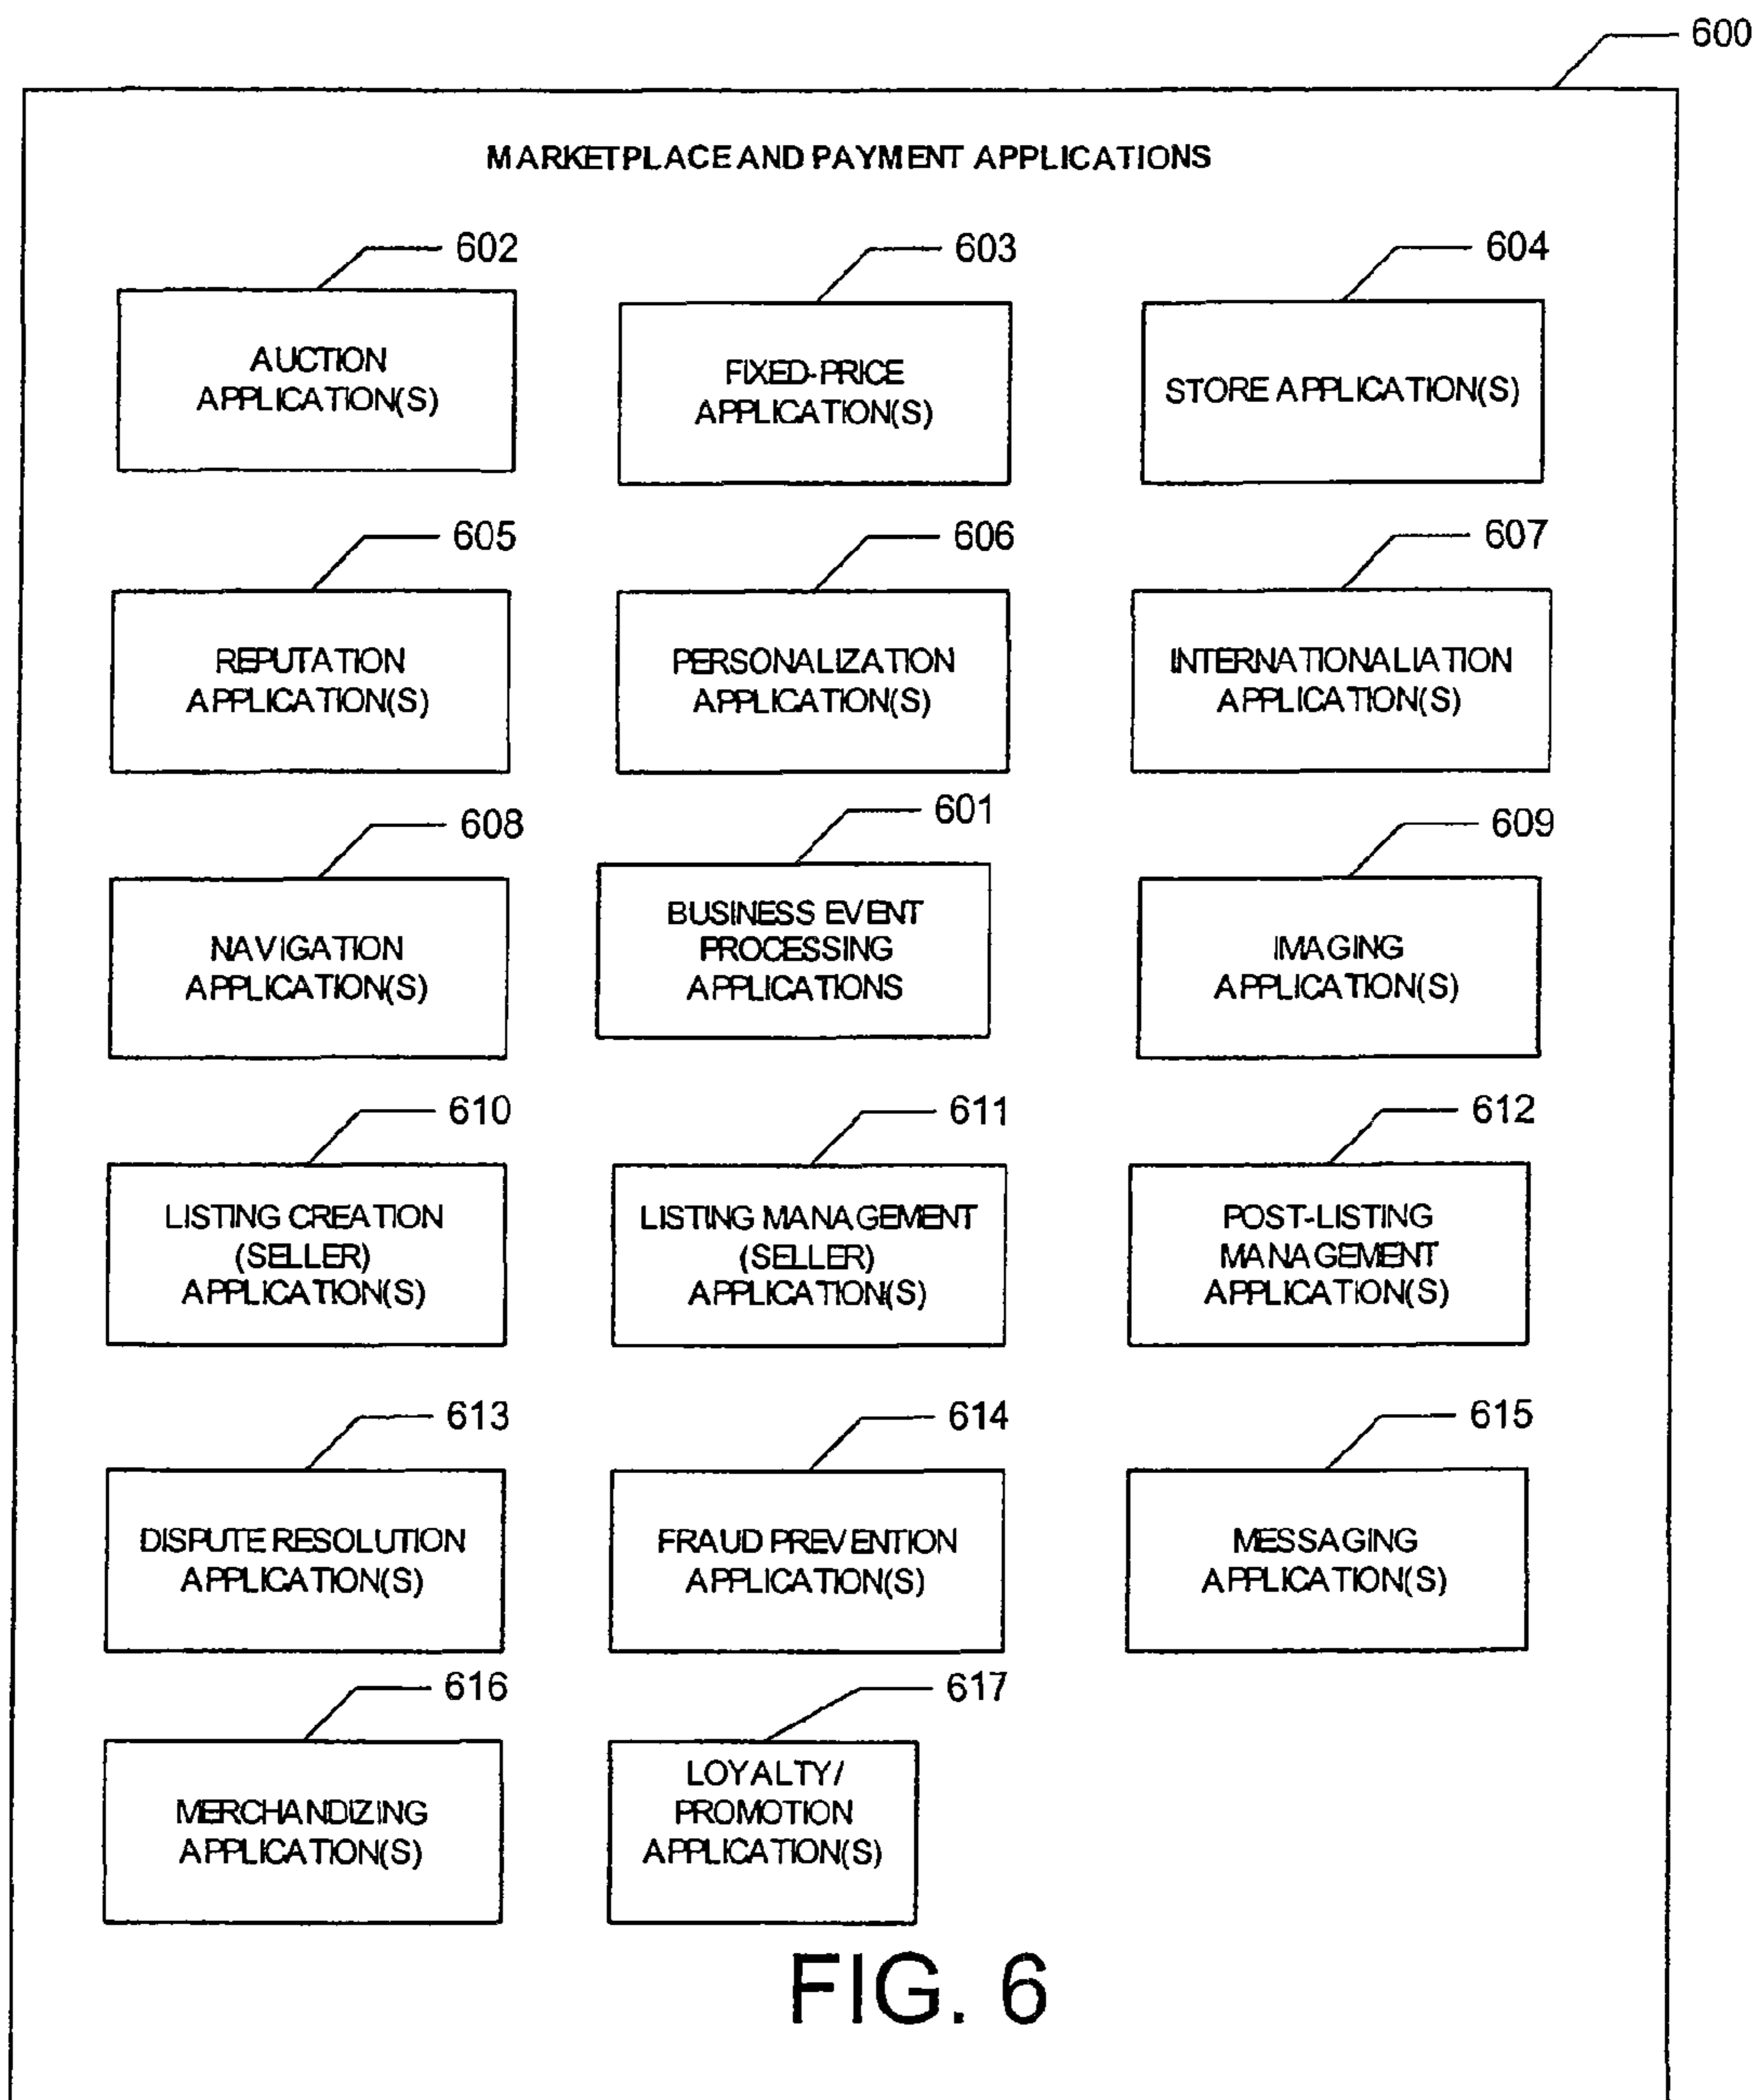 600
MARKETPLACE AND PAYMENT APPLICATIONS
602
AUCTION
APPLICATION(S)
603
FIXED-PRICE
APPLICATION(S)
604
STORE APPLICATION(S)
605
REPUTATION
APPLICATION(S)
606
PERSONALIZATION
APPLICATION(S)
607
INTERNATIONALIATION
APPLICATION(S)
608
NAVIGATION
APPLICATION(S)
601
BUSINESS EVENT
PROCESSING
APPLICATIONS
609
IMAGING
APPLICATION(S)
610
LISTING CREATION
(SELLER)
APPLICATION(S)
611
LISTING MANAGEMENT
(SELLER)
APPLICATION(S)
612
POST-LISTING
MANAGEMENT
APPLICATION(S)
613
DISPUTE RESOLUTION
APPLICATION(S)
614
FRAUD PREVENTION
APPLICATION(S)
615
MESSAGING
APPLICATION(S)
616
MERCHANDIZING
APPLICATION(S)
617
LOYALTY/
PROMOTION
APPLICATION(S)
FIG. 6